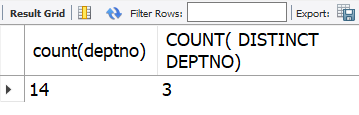 Result Grid Filter Rows: Export:
count(deptno) COUNT( DISTINCT
DEPTNO)
14 3